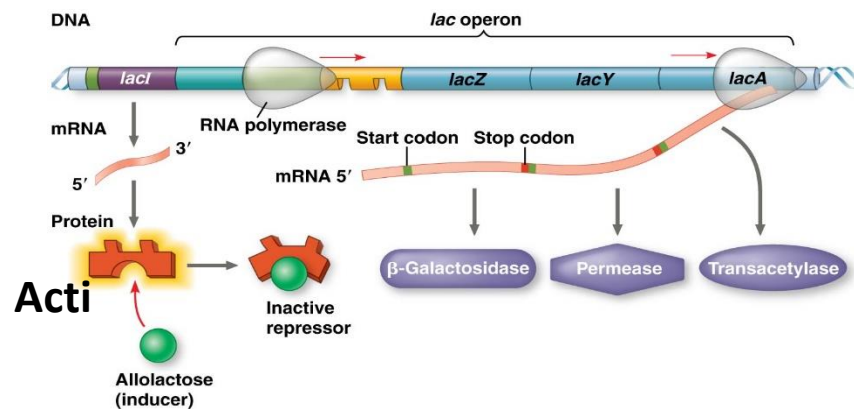 DNA
lac operon
lacI
lacZ
lacY
lacA
mRNA
RNA polymerase
Start codon
Stop codon
3′
5′
mRNA 5′
Protein
β-Galactosidase
Permease
Transacetylase
Acti
Inactive
repressor
Allolactose
(inducer)